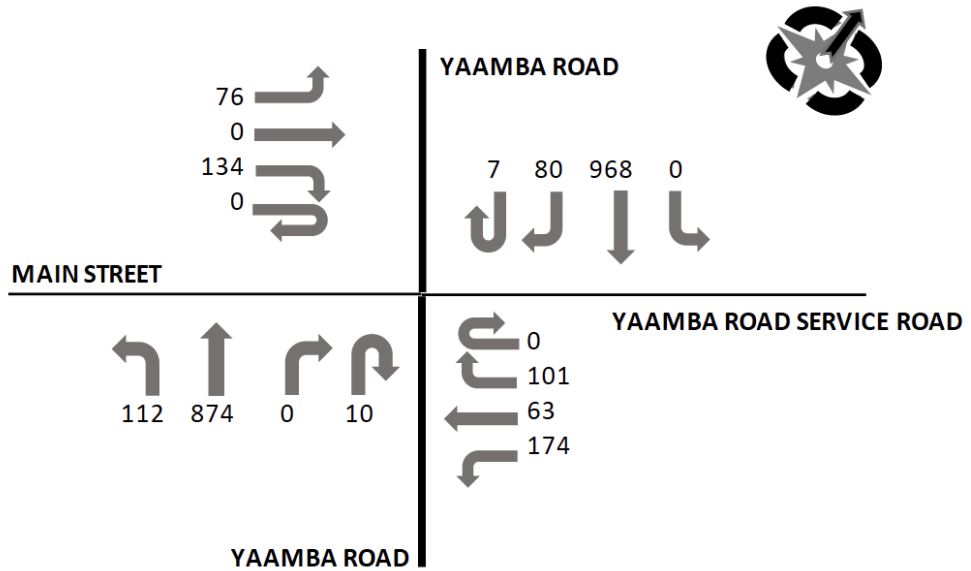 YAAMBA ROAD
76
0
134
0
7 80 968 0
MAIN STREET
YAAMBA ROAD SERVICE ROAD
112 874 0 10
0
101
63
174
YAAMBA ROAD